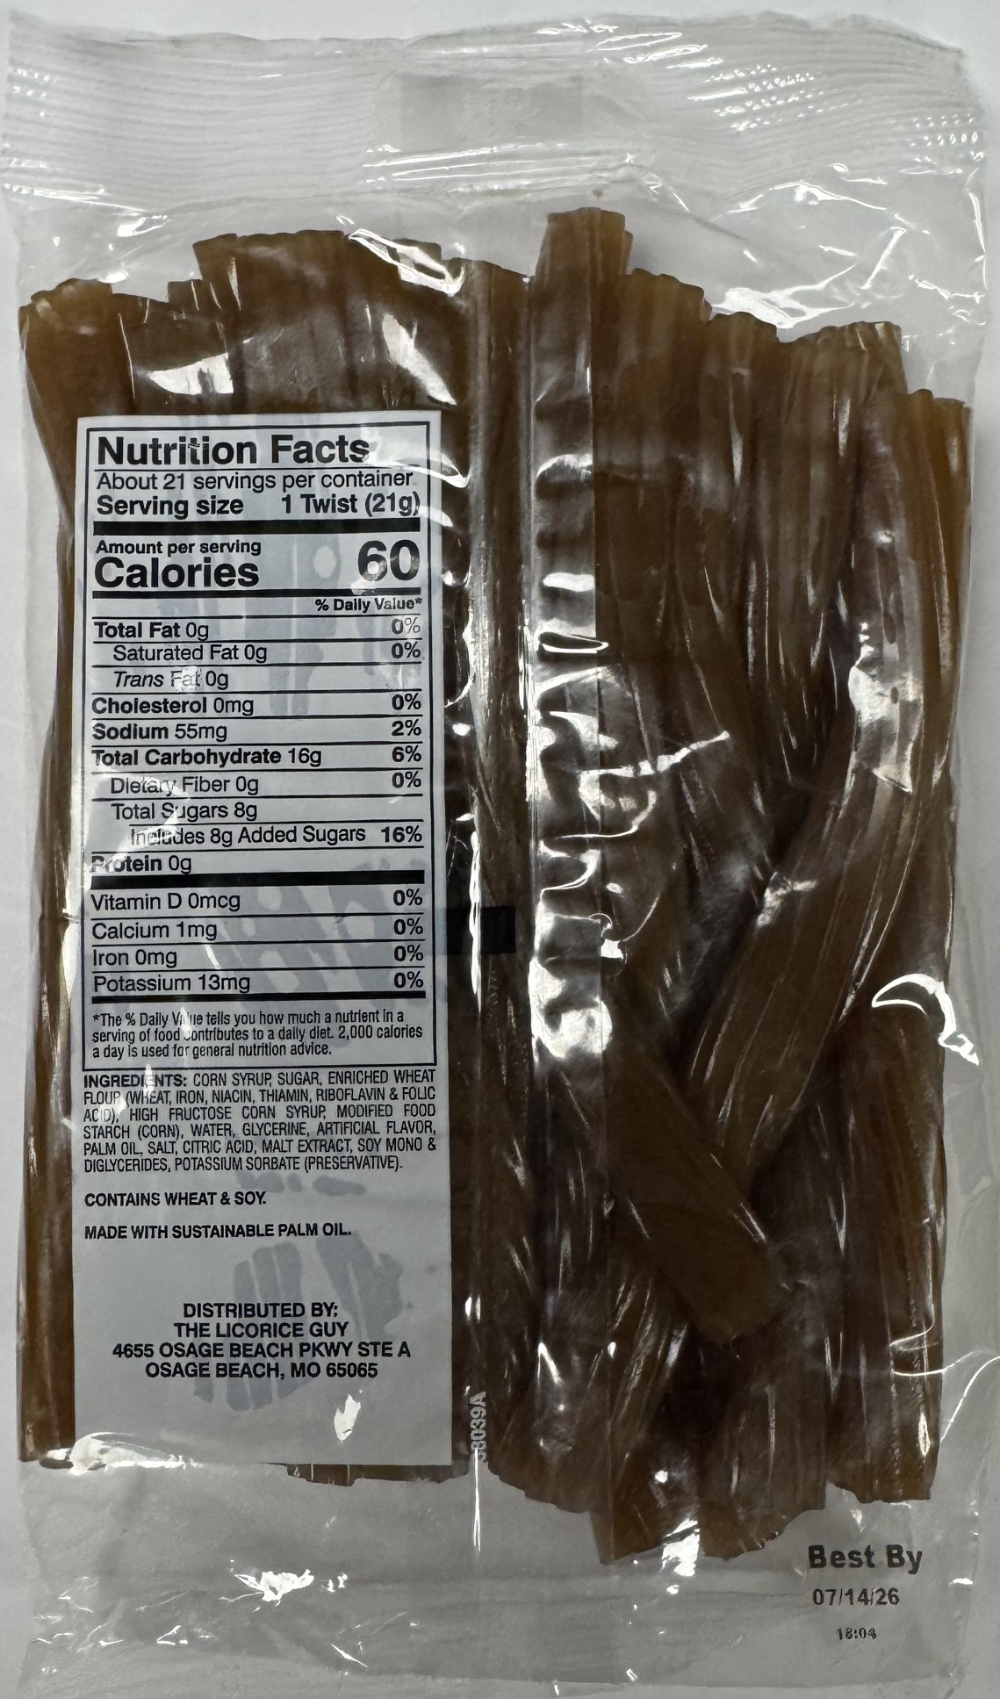 Nutrition Facts
About 21 servings per container
Serving size 1 Twist (21g)
Amount per serving
Calories 60
% Daily Value*
Total Fat 0g 0%
Saturated Fat 0g 0%
Trans Fat 0g
Cholesterol 0mg 0%
Sodium 55mg 2%
Total Carbohydrate 16g 6%
Dietary Fiber 0g 0%
Total Sugars 8g
Includes 8g Added Sugars 16%
Protein 0g
Vitamin D 0mcg 0%
Calcium 1mg 0%
Iron 0mg 0%
Potassium 13mg 0%
*The % Daily Value tells you how much a nutrient in a
serving of food contributes to a daily diet. 2,000 calories
a day is used for general nutrition advice.
INGREDIENTS: CORN SYRUP, SUGAR, ENRICHED WHEAT
FLOUR (WHEAT, IRON, NIACIN, THIAMIN, RIBOFLAVIN & FOLIC
ACID), HIGH FRUCTOSE CORN SYRUP, MODIFIED FOOD
STARCH (CORN), WATER, GLYCERINE, ARTIFICIAL FLAVOR,
PALM OIL, SALT, CITRIC ACID, MALT EXTRACT, SOY MONO &
DIGLYCERIDES, POTASSIUM SORBATE (PRESERVATIVE).
CONTAINS WHEAT & SOY.
MADE WITH SUSTAINABLE PALM OIL.
DISTRIBUTED BY:
THE LICORICE GUY
4655 OSAGE BEACH PKWY STE A
OSAGE BEACH, MO 65065
Best By
07/14/26
18:04